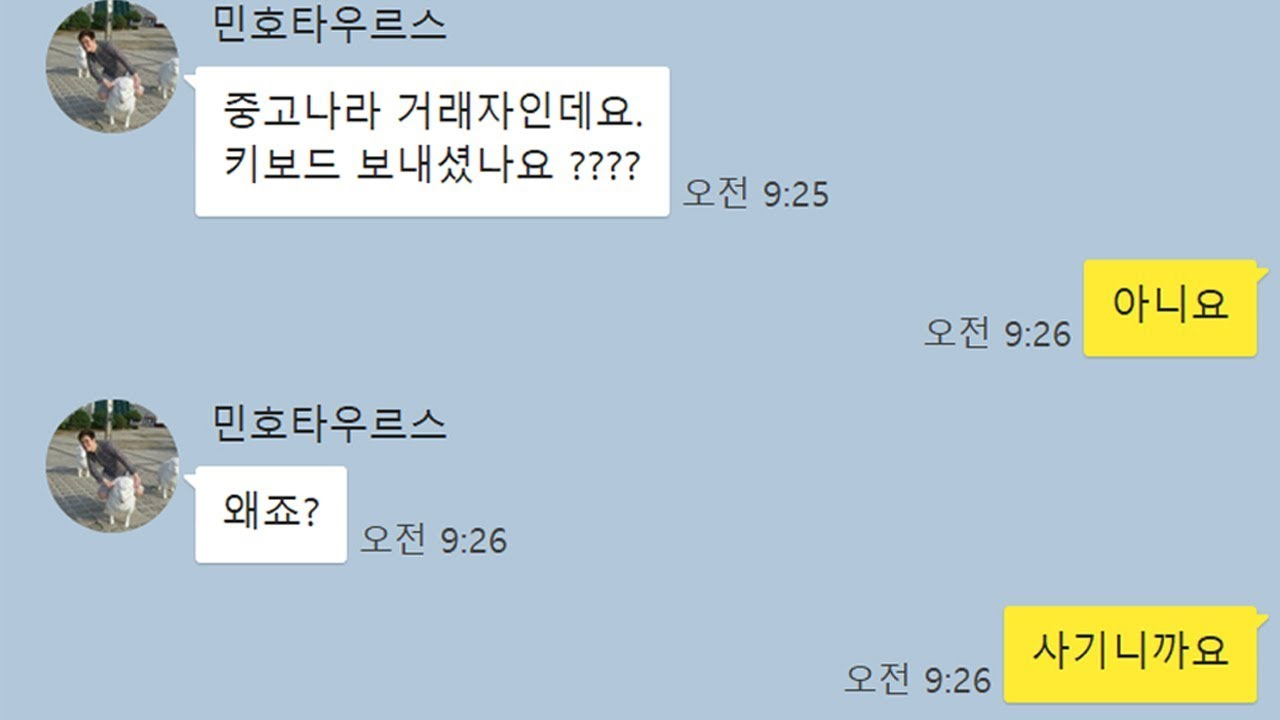 민호타우르스
중고나라 거래자인데요.
키보드 보내셨나요 ????
오전 9:25
아니요
오전 9:26
민호타우르스
왜죠?
오전 9:26
사기니까요
오전 9:26